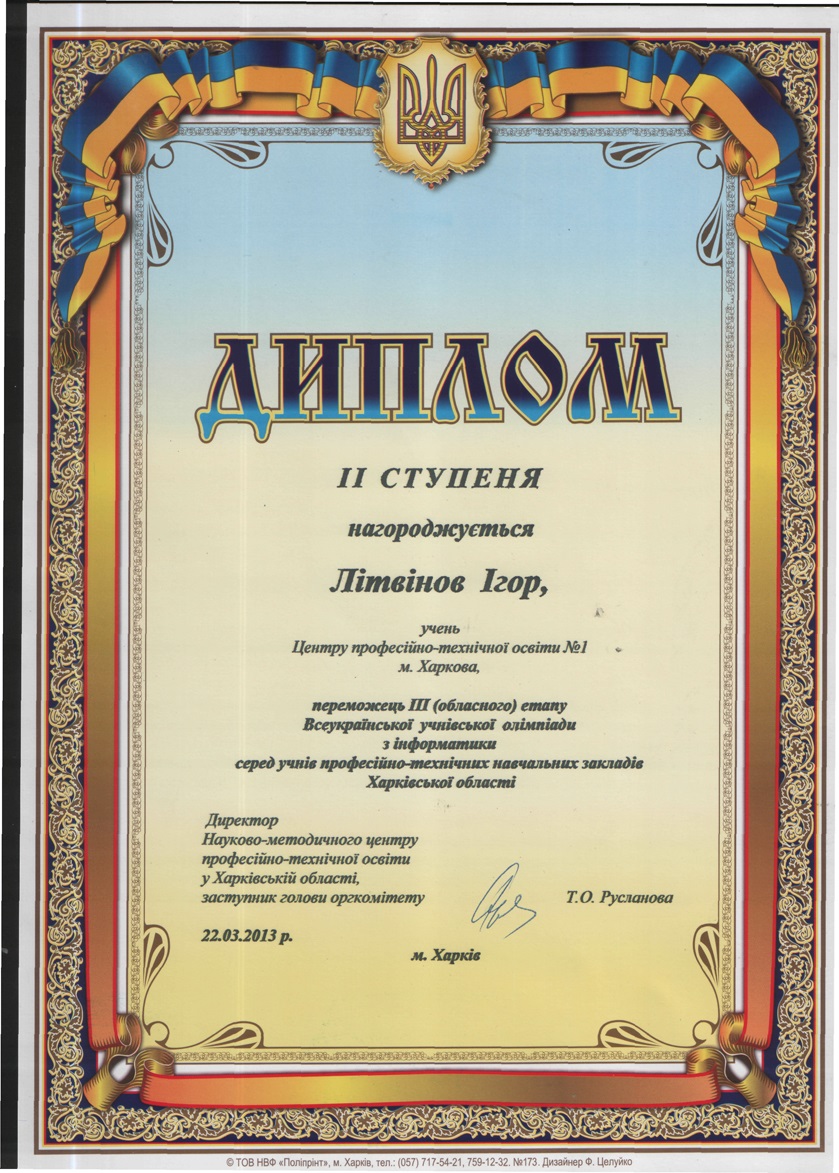 ДИПЛОМ
ІІ СТУПЕНЯ
нагороджується
Літвінов Ігор,
учень
Центру професійно-технічної освіти №1
м. Харкова,
переможець ІІІ (обласного) етапу
Всеукраїнської учнівської олімпіади
з інформатики
серед учнів професійно-технічних навчальних закладів
Харківської області
Директор
Науково-методичного центру
професійно-технічної освіти
у Харківській області,
заступник голови оргкомітету
Т.О. Русланова
22.03.2013 р.
м. Харків
© ТОВ НВФ «Поліпрінт», м. Харків, тел.: (057) 717-54-21, 759-12-32. №173. Дизайнер Ф. Целуйко